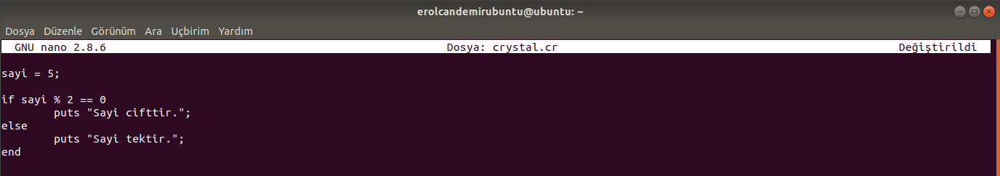 erolcandemirubuntu@ubuntu: ~
Dosya Düzenle Görünüm Ara Uçbirim Yardım
GNU nano 2.8.6 Dosya: crystal.cr Değiştirildi
sayi = 5;
if sayi % 2 == 0
        puts "Sayi cifttir.";
else
        puts "Sayi tektir.";
end